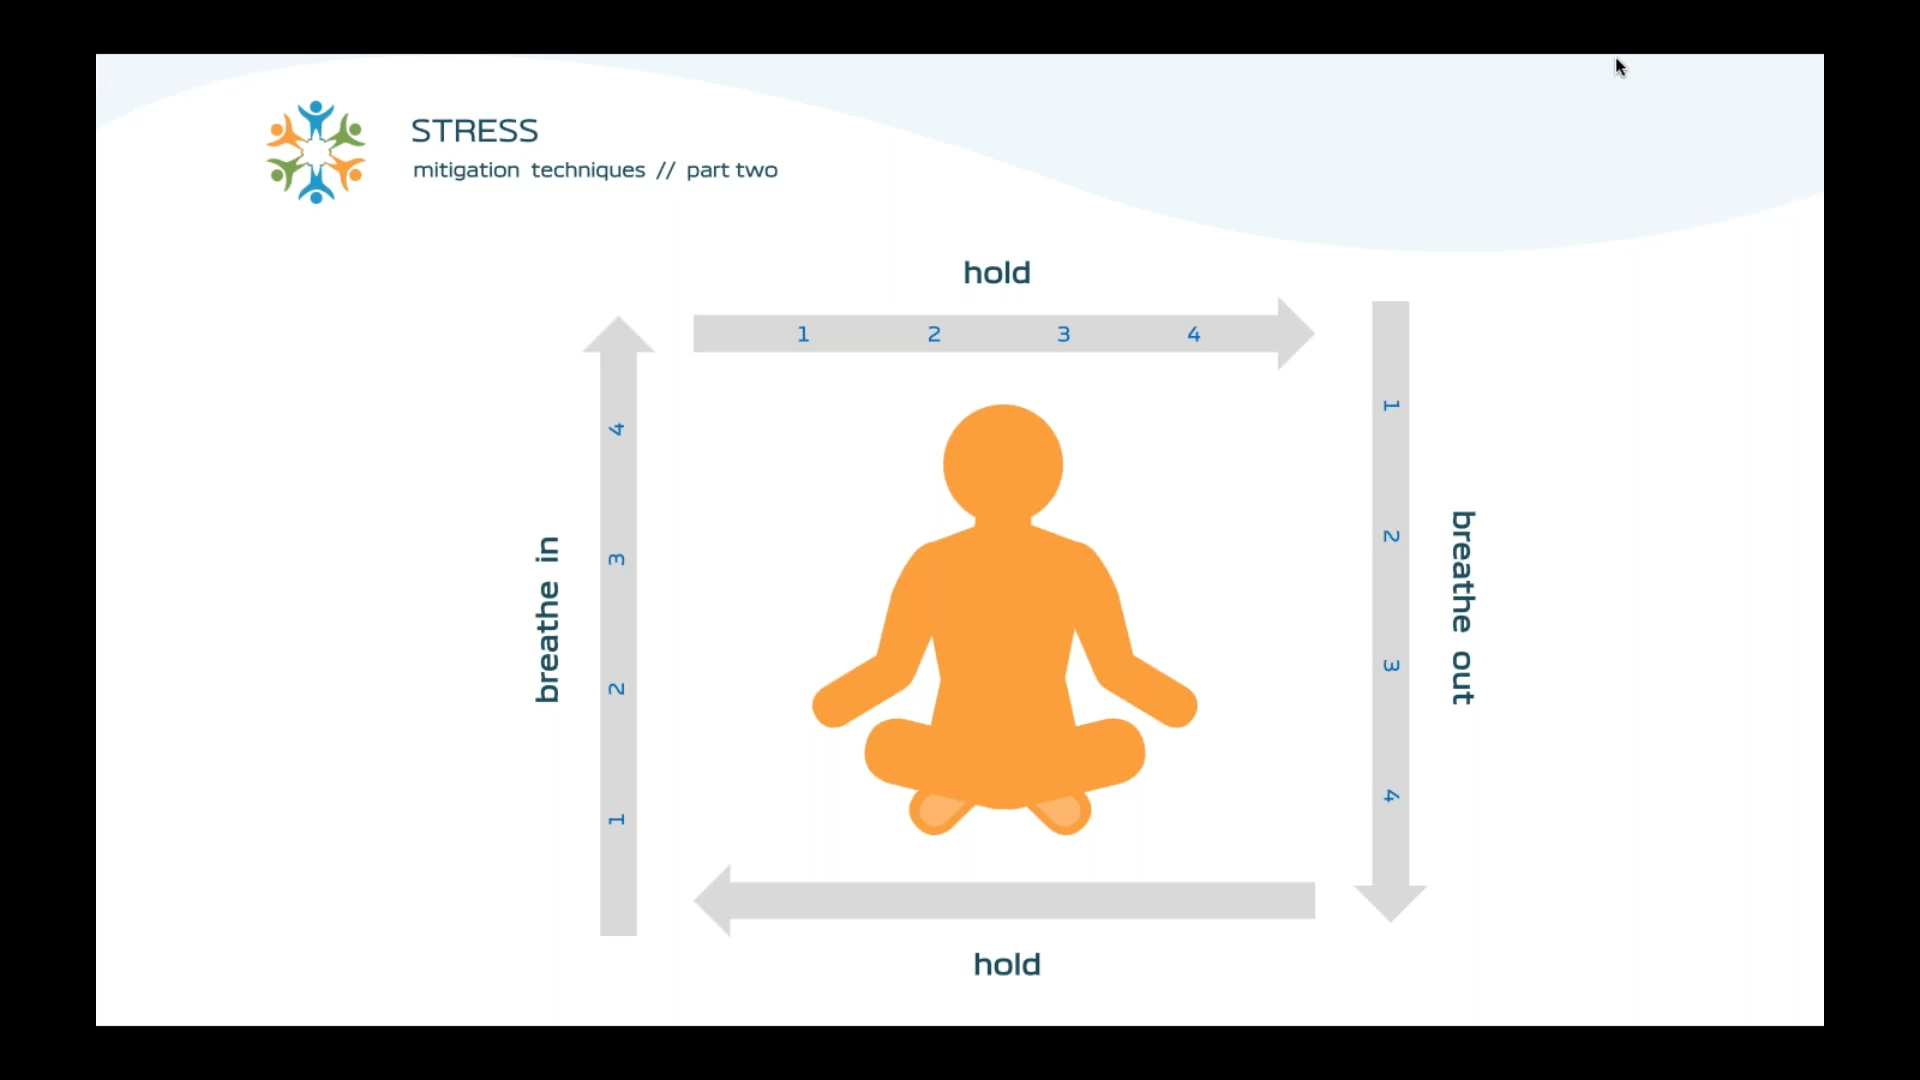 STRESS
mitigation techniques // part two
hold
1 2 3 4
breathe in
1 2 3 4
breathe out
1 2 3 4
hold